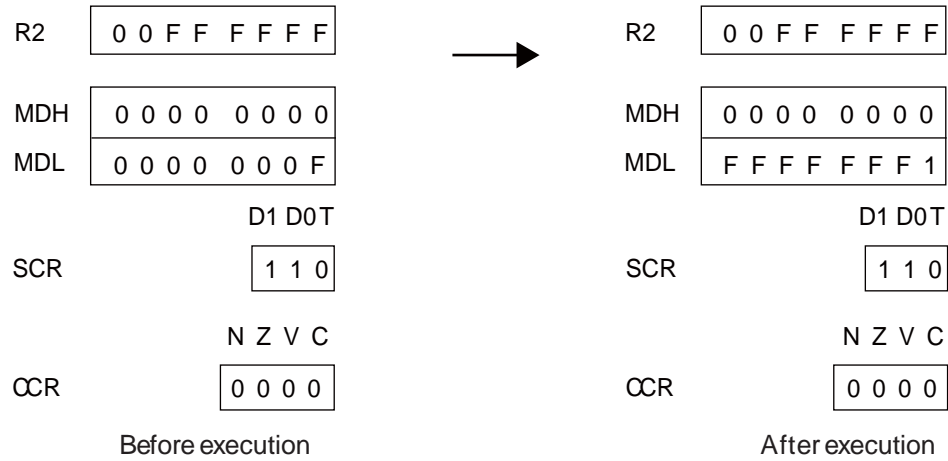 R2 0 0 F F F F F F R2 0 0 F F F F F F
MDH 0 0 0 0 0 0 0 0 MDH 0 0 0 0 0 0 0 0
MDL 0 0 0 0 0 0 0 F MDL F F F F F F F 1
D1 D0 T D1 D0 T
SCR 1 1 0 SCR 1 1 0
N Z V C N Z V C
CCR 0 0 0 0 CCR 0 0 0 0
Before execution After execution